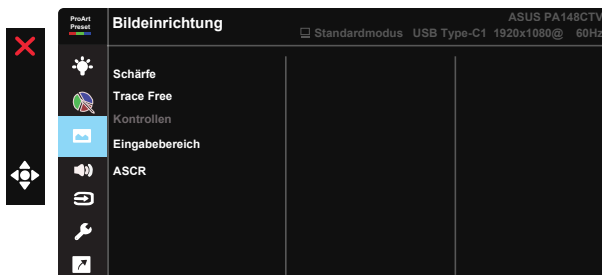 ProArt
Preset
Bildeinrichtung
ASUS PA148CTV
Standardmodus USB Type-C1 1920x1080@ 60Hz
Schärfe
Trace Free
Kontrollen
Eingabebereich
ASCR